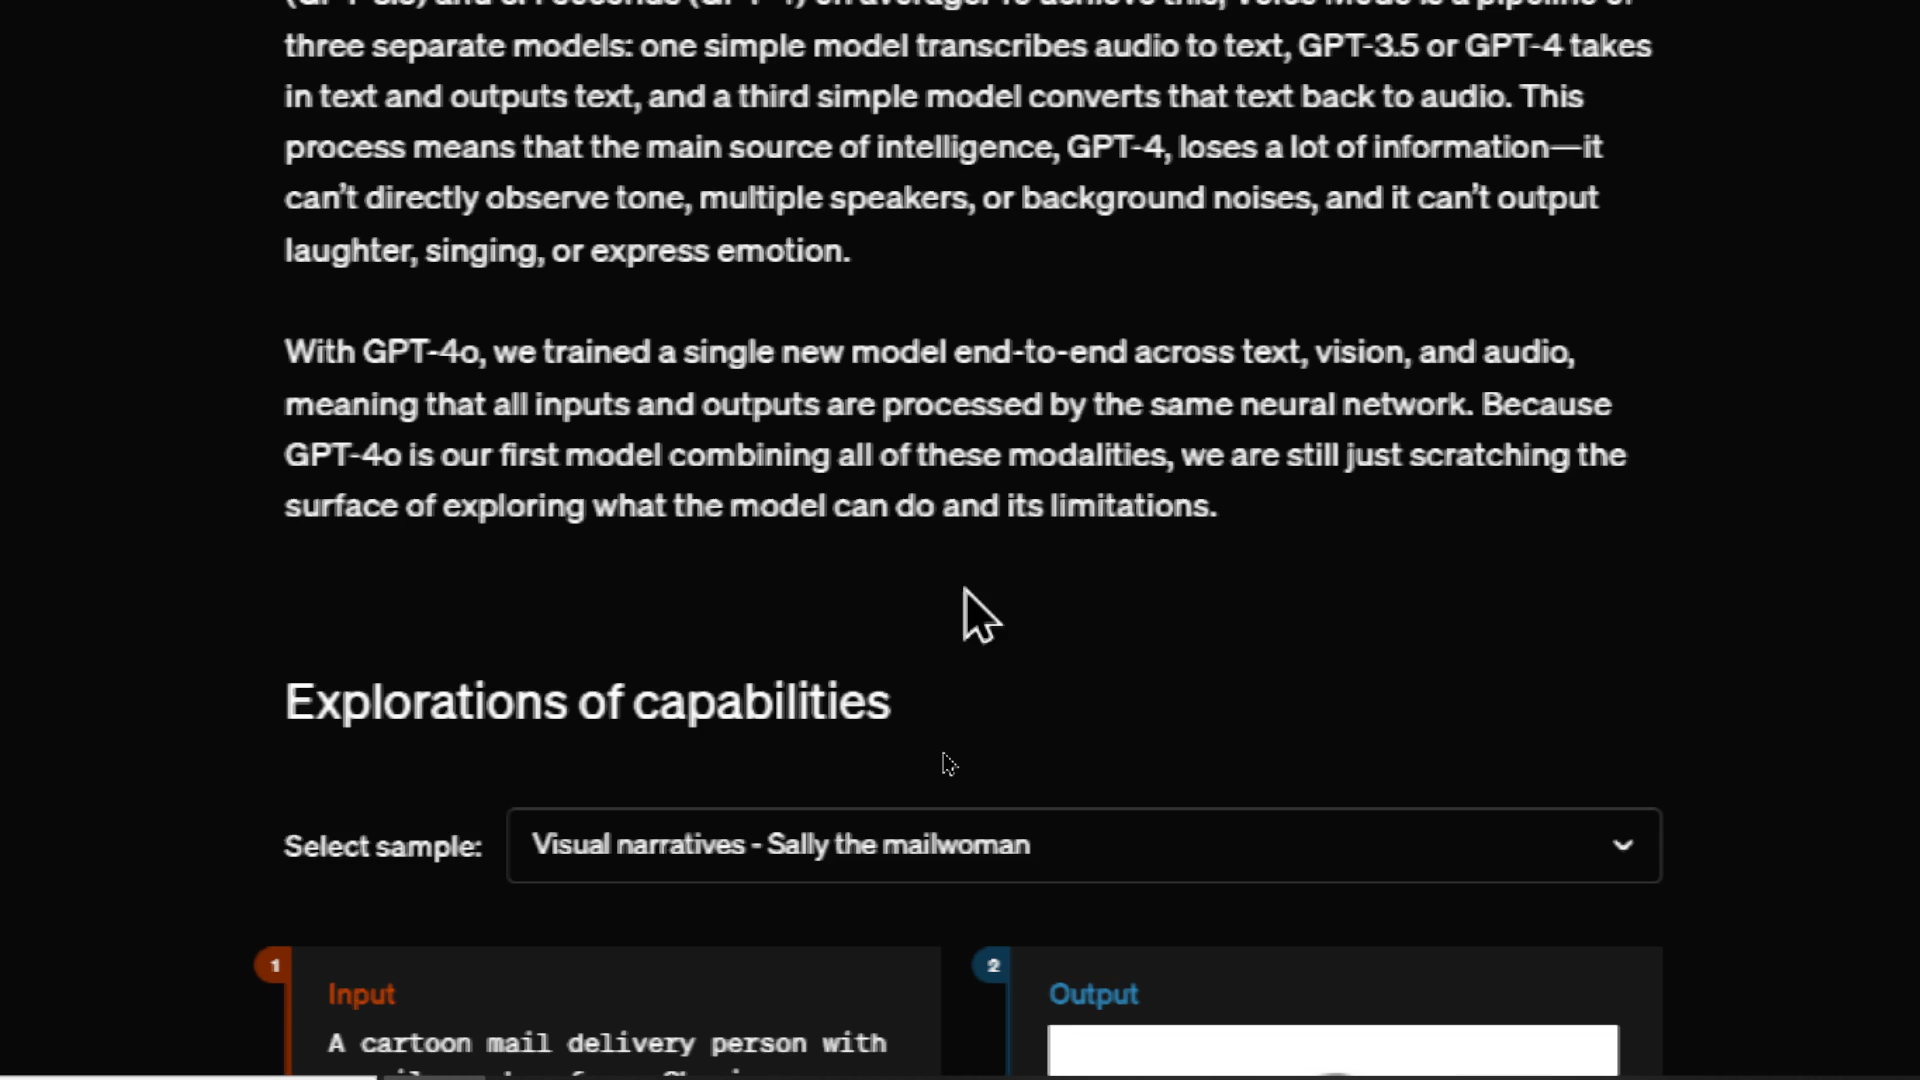 three separate models: one simple model transcribes audio to text, GPT-3.5 or GPT-4 takes
in text and outputs text, and a third simple model converts that text back to audio. This
process means that the main source of intelligence, GPT-4, loses a lot of information—it
can’t directly observe tone, multiple speakers, or background noises, and it can’t output
laughter, singing, or express emotion.
With GPT-4o, we trained a single new model end-to-end across text, vision, and audio,
meaning that all inputs and outputs are processed by the same neural network. Because
GPT-4o is our first model combining all of these modalities, we are still just scratching the
surface of exploring what the model can do and its limitations.
Explorations of capabilities
Select sample: Visual narratives - Sally the mailwoman
1
Input
A cartoon mail delivery person with
2
Output